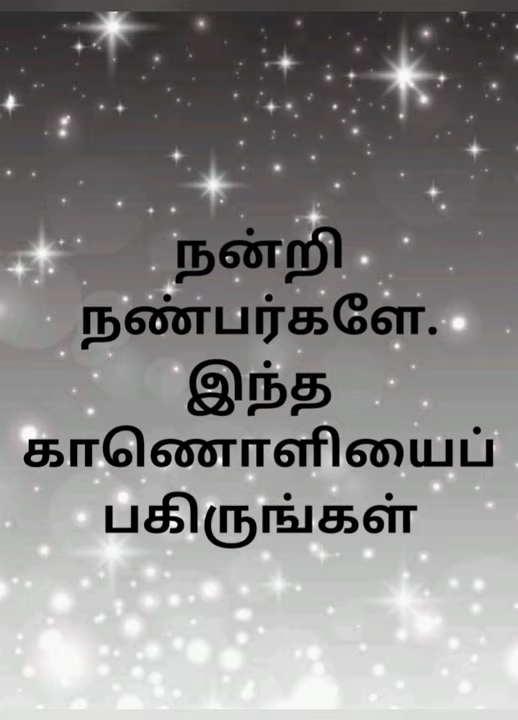 நன்றி
நண்பர்களே.
இந்த
காணொளியைப்
பகிருங்கள்